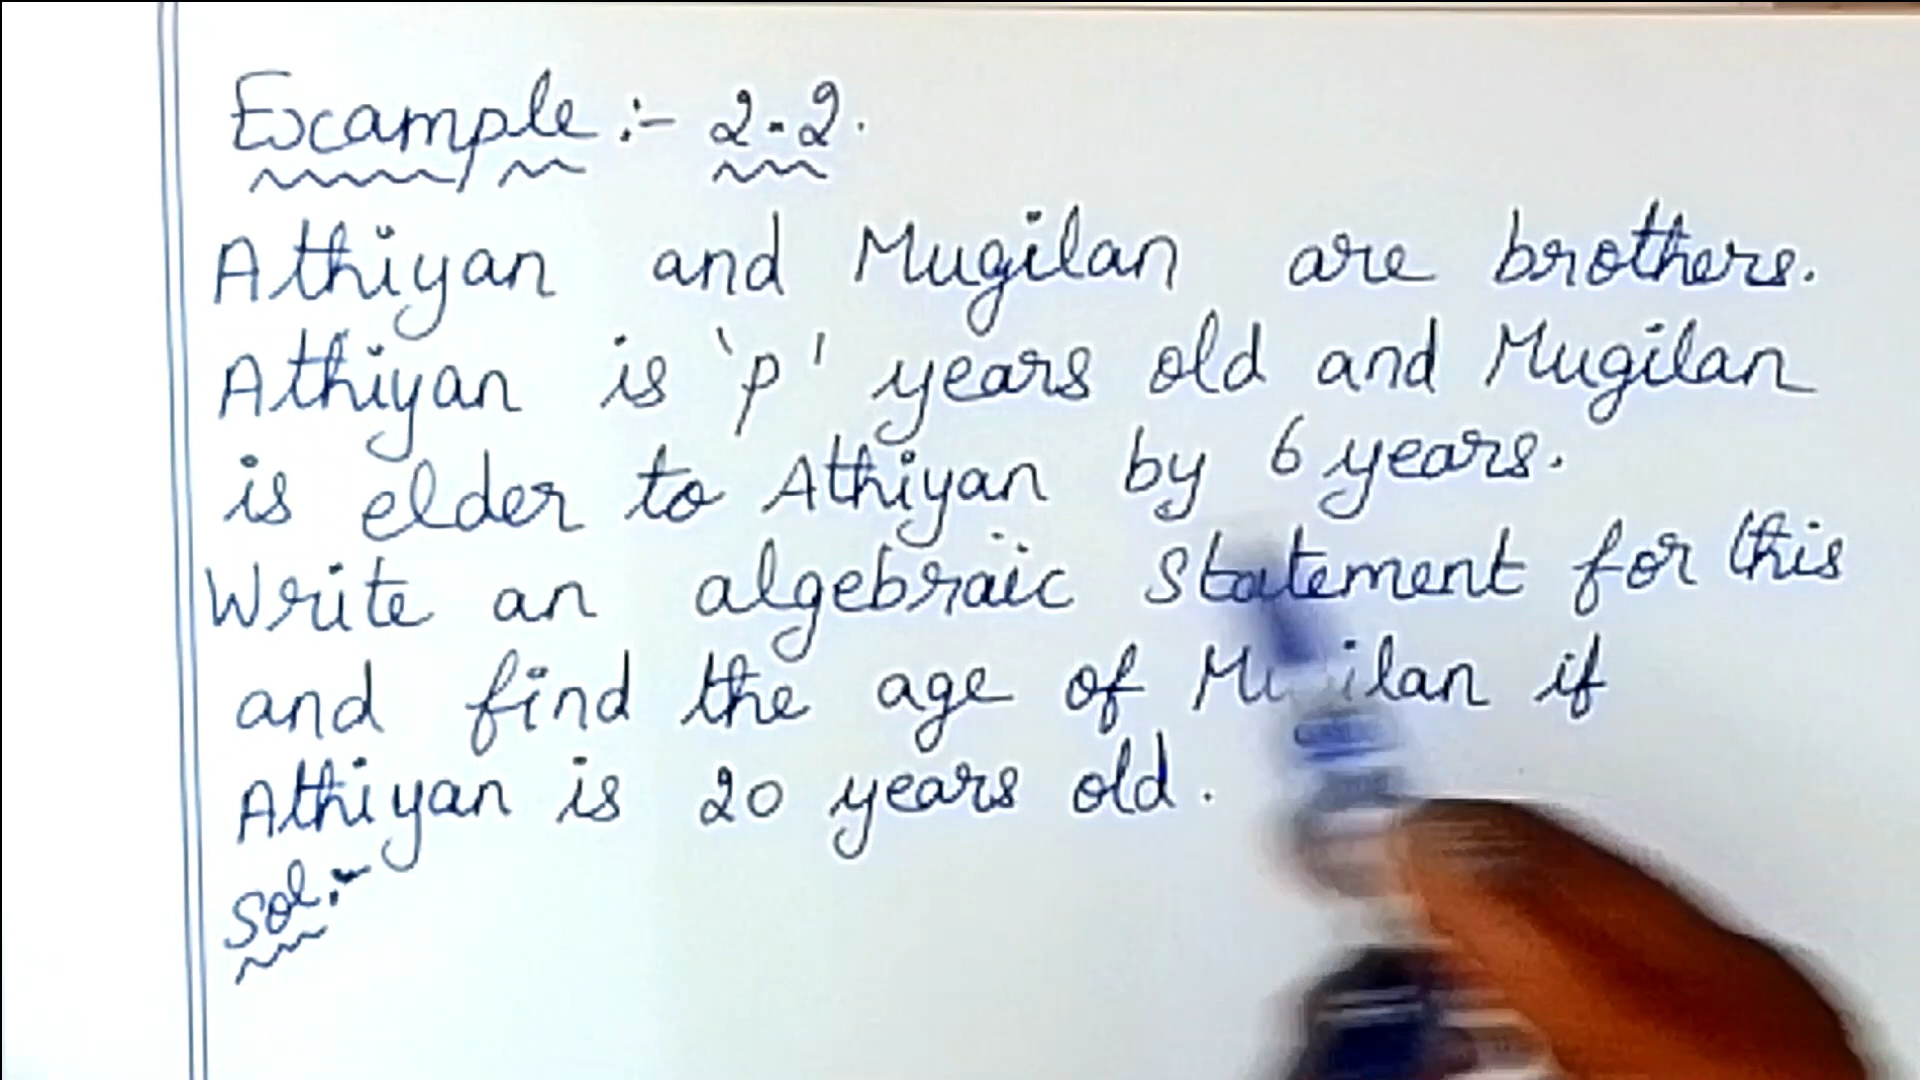 Example :- 2.2.
Athiyan and Mugilan are brothers.
Athiyan is 'p' years old and Mugilan
is elder to Athiyan by 6 years.
Write an algebraic statement for this
and find the age of if
Athiyan is 20 years old.
Sol:-